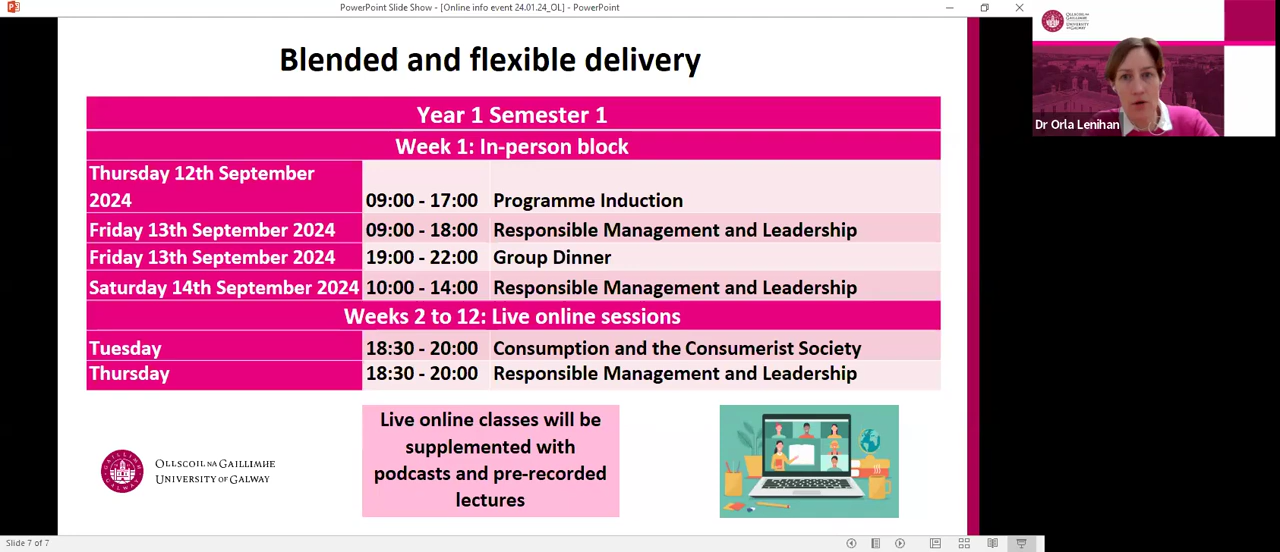 PowerPoint Slide Show - [Online info event 24.01.24_OL] - PowerPoint
Blended and flexible delivery
Year 1 Semester 1
Week 1: In-person block
Thursday 12th September
2024 09:00 - 17:00 Programme Induction
Friday 13th September 2024 09:00 - 18:00 Responsible Management and Leadership
Friday 13th September 2024 19:00 - 22:00 Group Dinner
Saturday 14th September 2024 10:00 - 14:00 Responsible Management and Leadership
Weeks 2 to 12: Live online sessions
Tuesday 18:30 - 20:00 Consumption and the Consumerist Society
Thursday 18:30 - 20:00 Responsible Management and Leadership
Live online classes will be
supplemented with
podcasts and pre-recorded
lectures
Ollscoil na Gaillimhe
University of Galway
Slide 7 of 7
Ollscoil
na Gaillimhe
University
of Galway
Dr Orla Lenihan